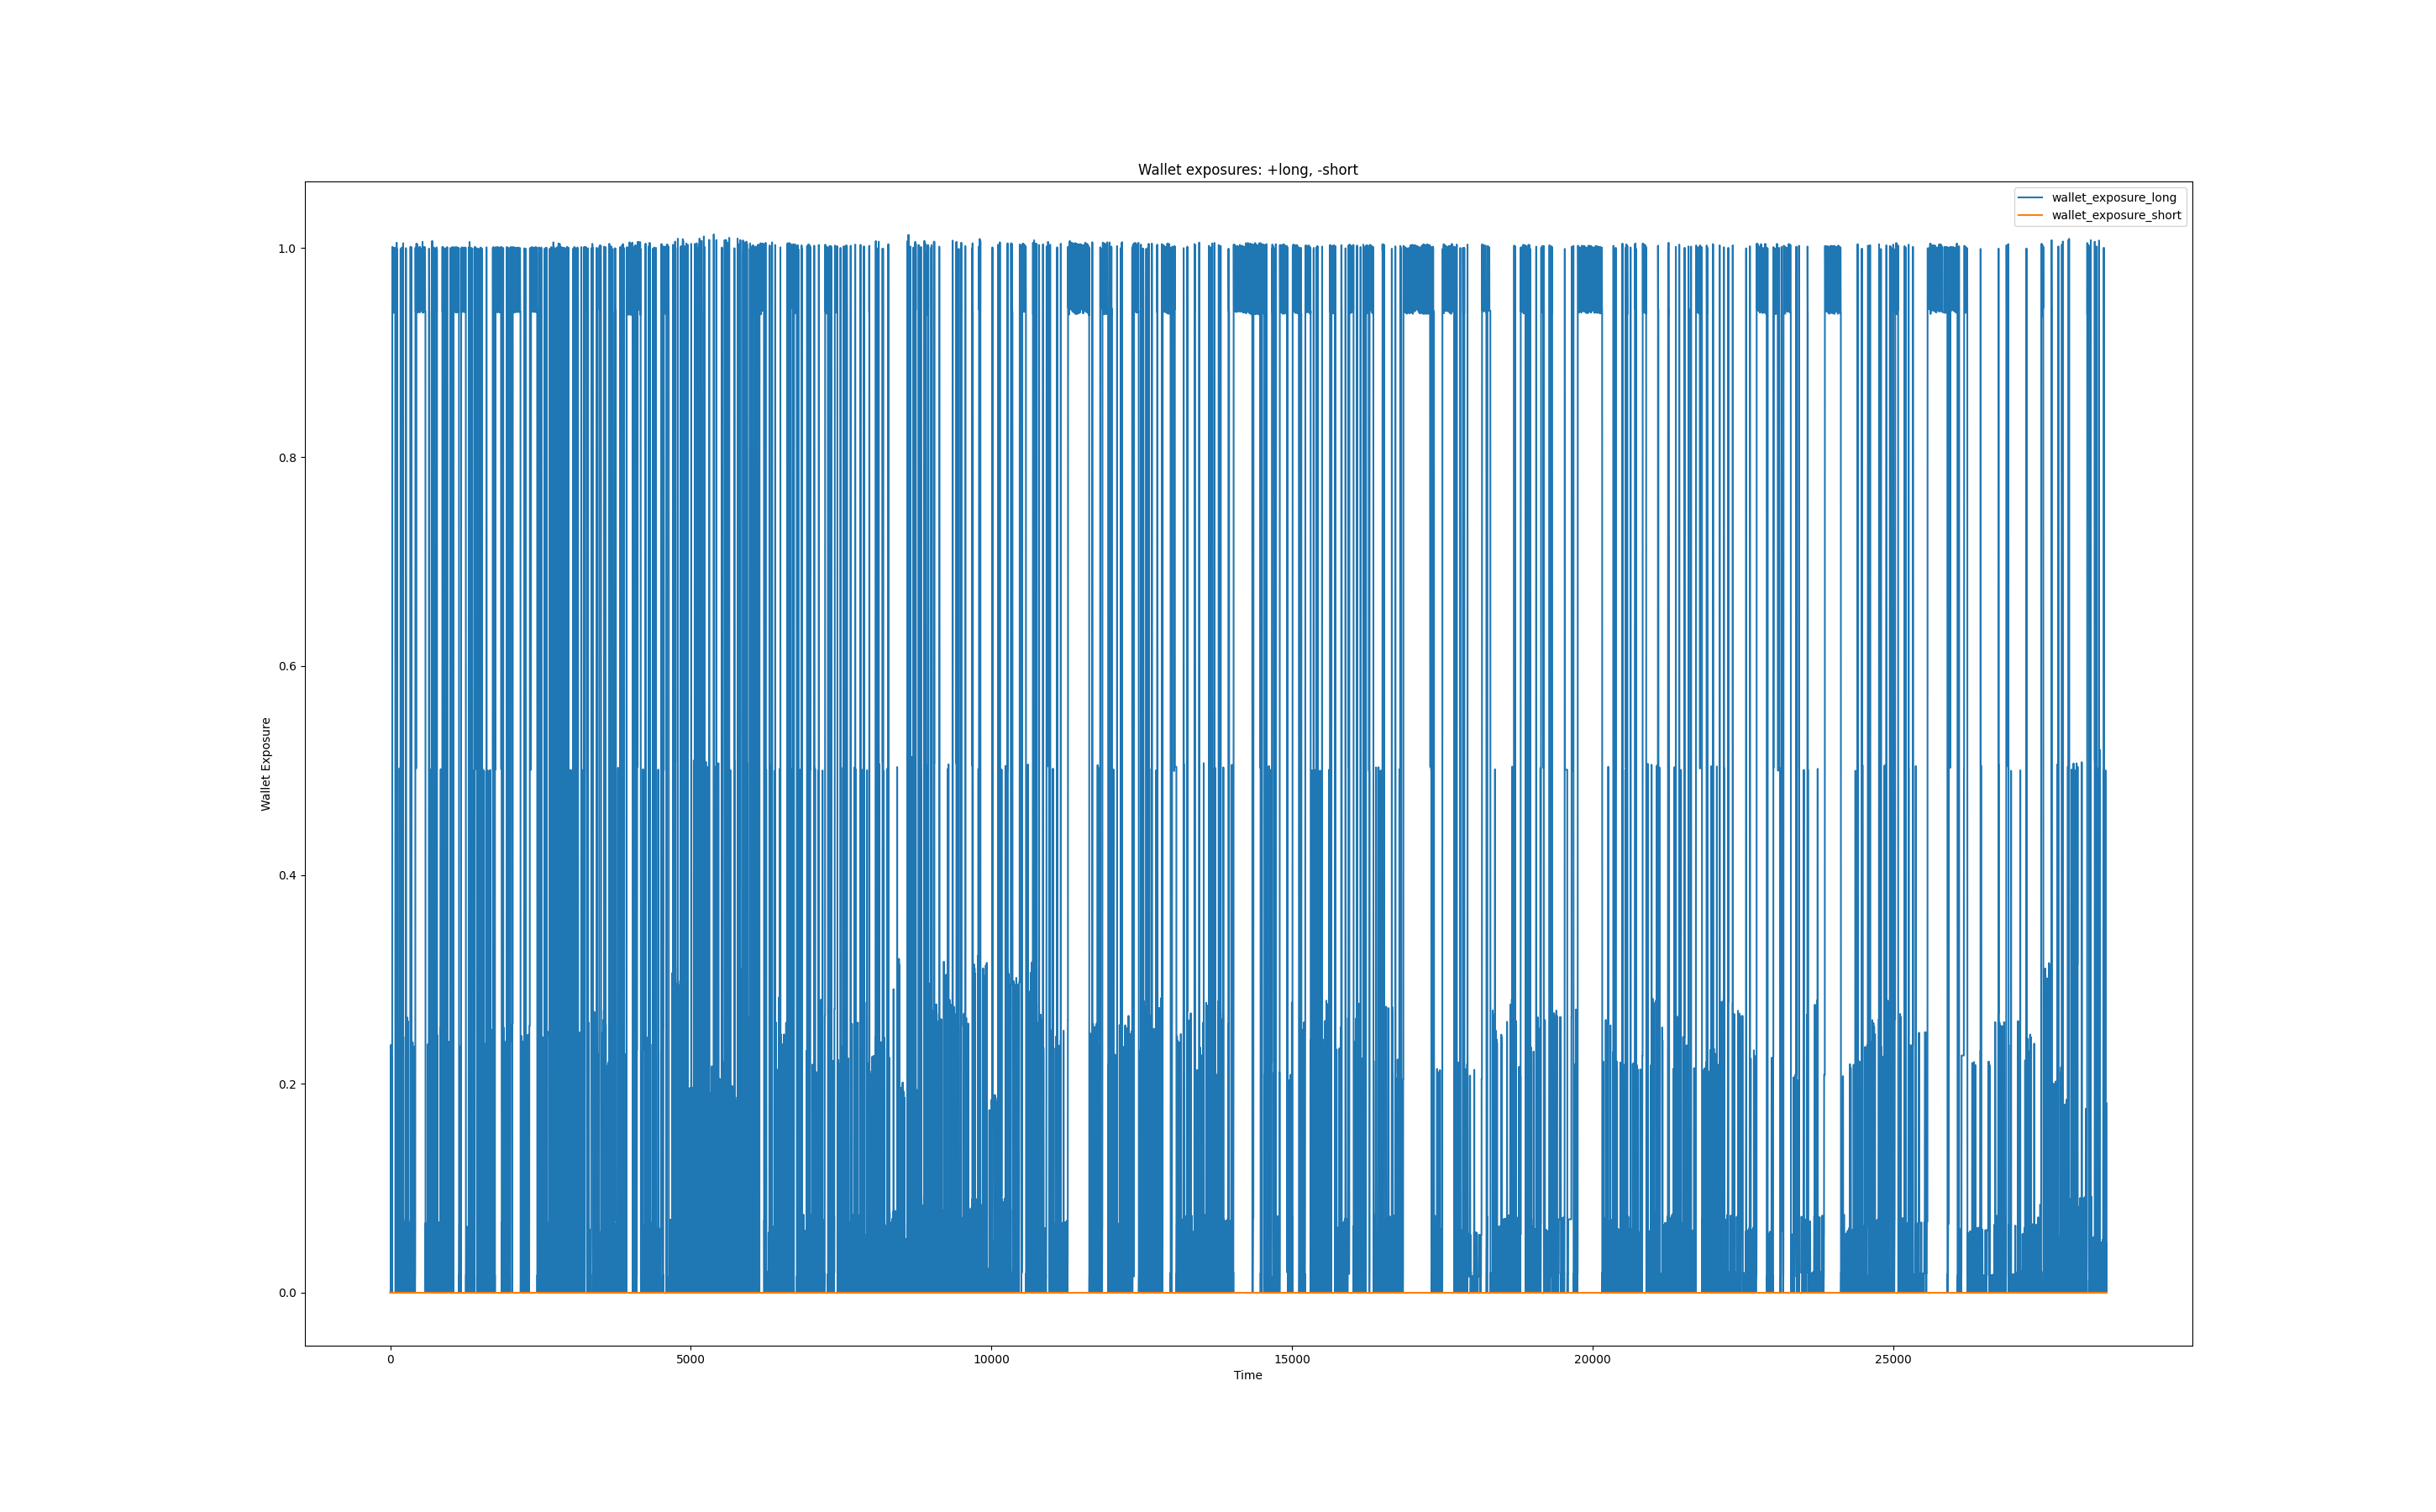 Wallet exposures: +long, -short
wallet_exposure_long
wallet_exposure_short
1.0
0.8
0.6
0.4
0.2
0.0
Wallet Exposure
0 5000 10000 15000 20000 25000
Time